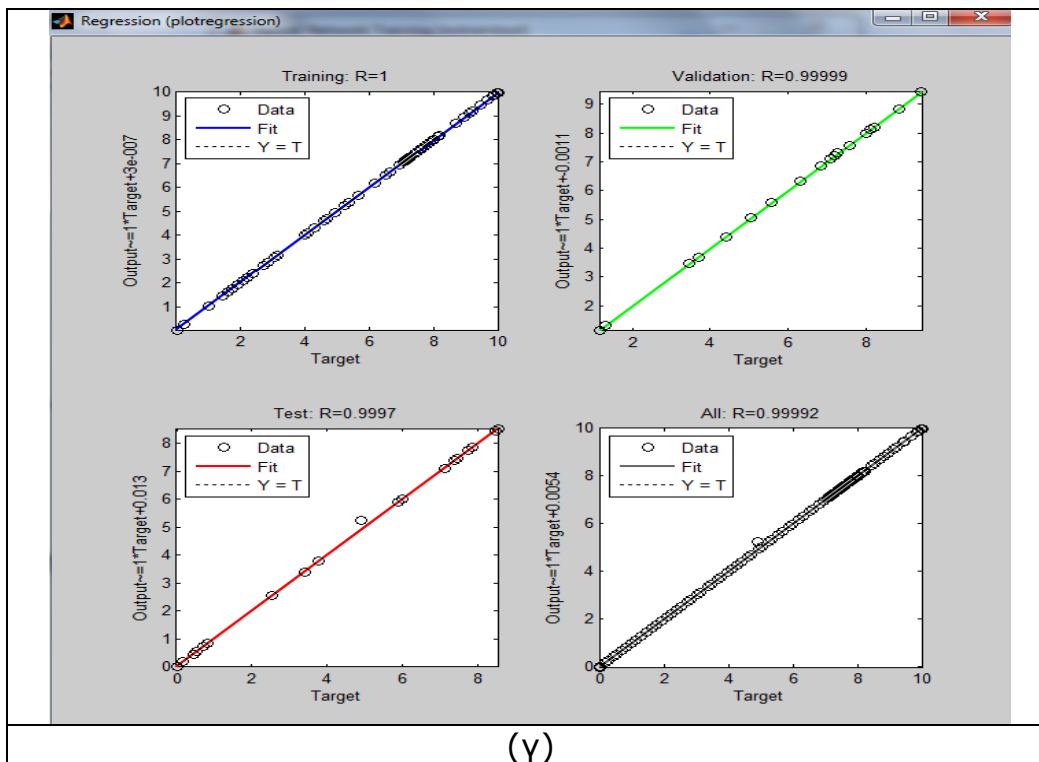 Regression (plotregression)
Training: R=1
Output~=1*Target+3e-007
Data
Fit
Y = T
10
9
8
7
6
5
4
3
2
1
2 4 6 8 10
Target
Validation: R=0.99999
Output~=1*Target+-0.0011
Data
Fit
Y = T
9
8
7
6
5
4
3
2
2 4 6 8
Target
Test: R=0.9997
Output~=1*Target+0.013
Data
Fit
Y = T
8
7
6
5
4
3
2
1
0
0 2 4 6 8
Target
All: R=0.99992
Output~=1*Target+0.0054
Data
Fit
Y = T
10
8
6
4
2
0
0 2 4 6 8 10
Target
(γ)